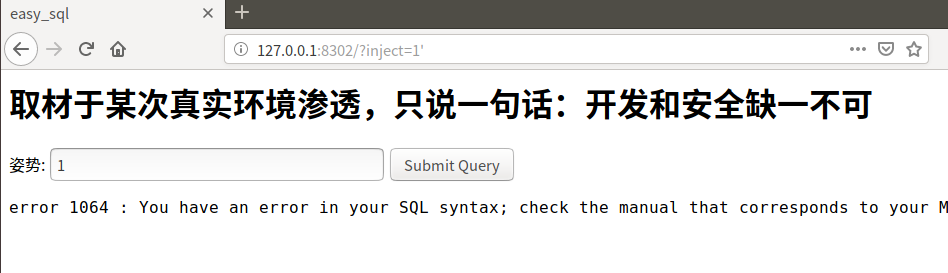 easy_sql
127.0.0.1:8302/?inject=1'
取材于某次真实环境渗透，只说一句话：开发和安全缺一不可
姿势: 1 Submit Query
error 1064 : You have an error in your SQL syntax; check the manual that corresponds to your M